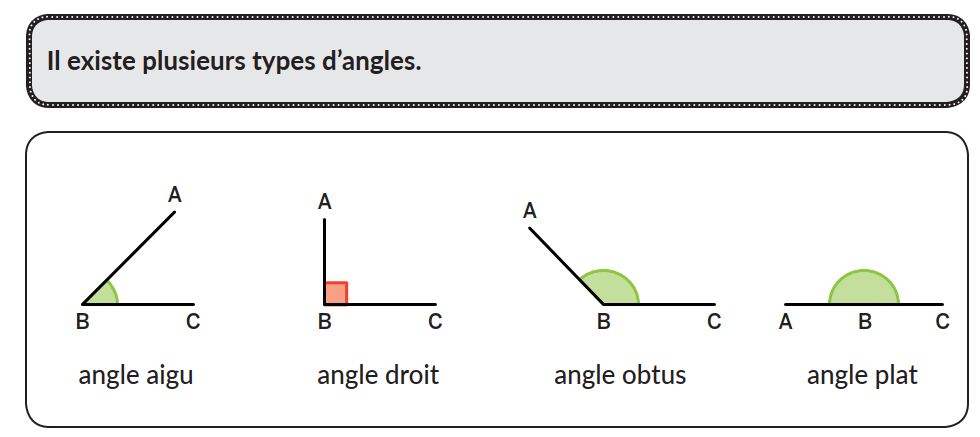 Il existe plusieurs types d’angles.
A
A
A
B
C
B
C
B
C
A
B
C
angle aigu
angle droit
angle obtus
angle plat